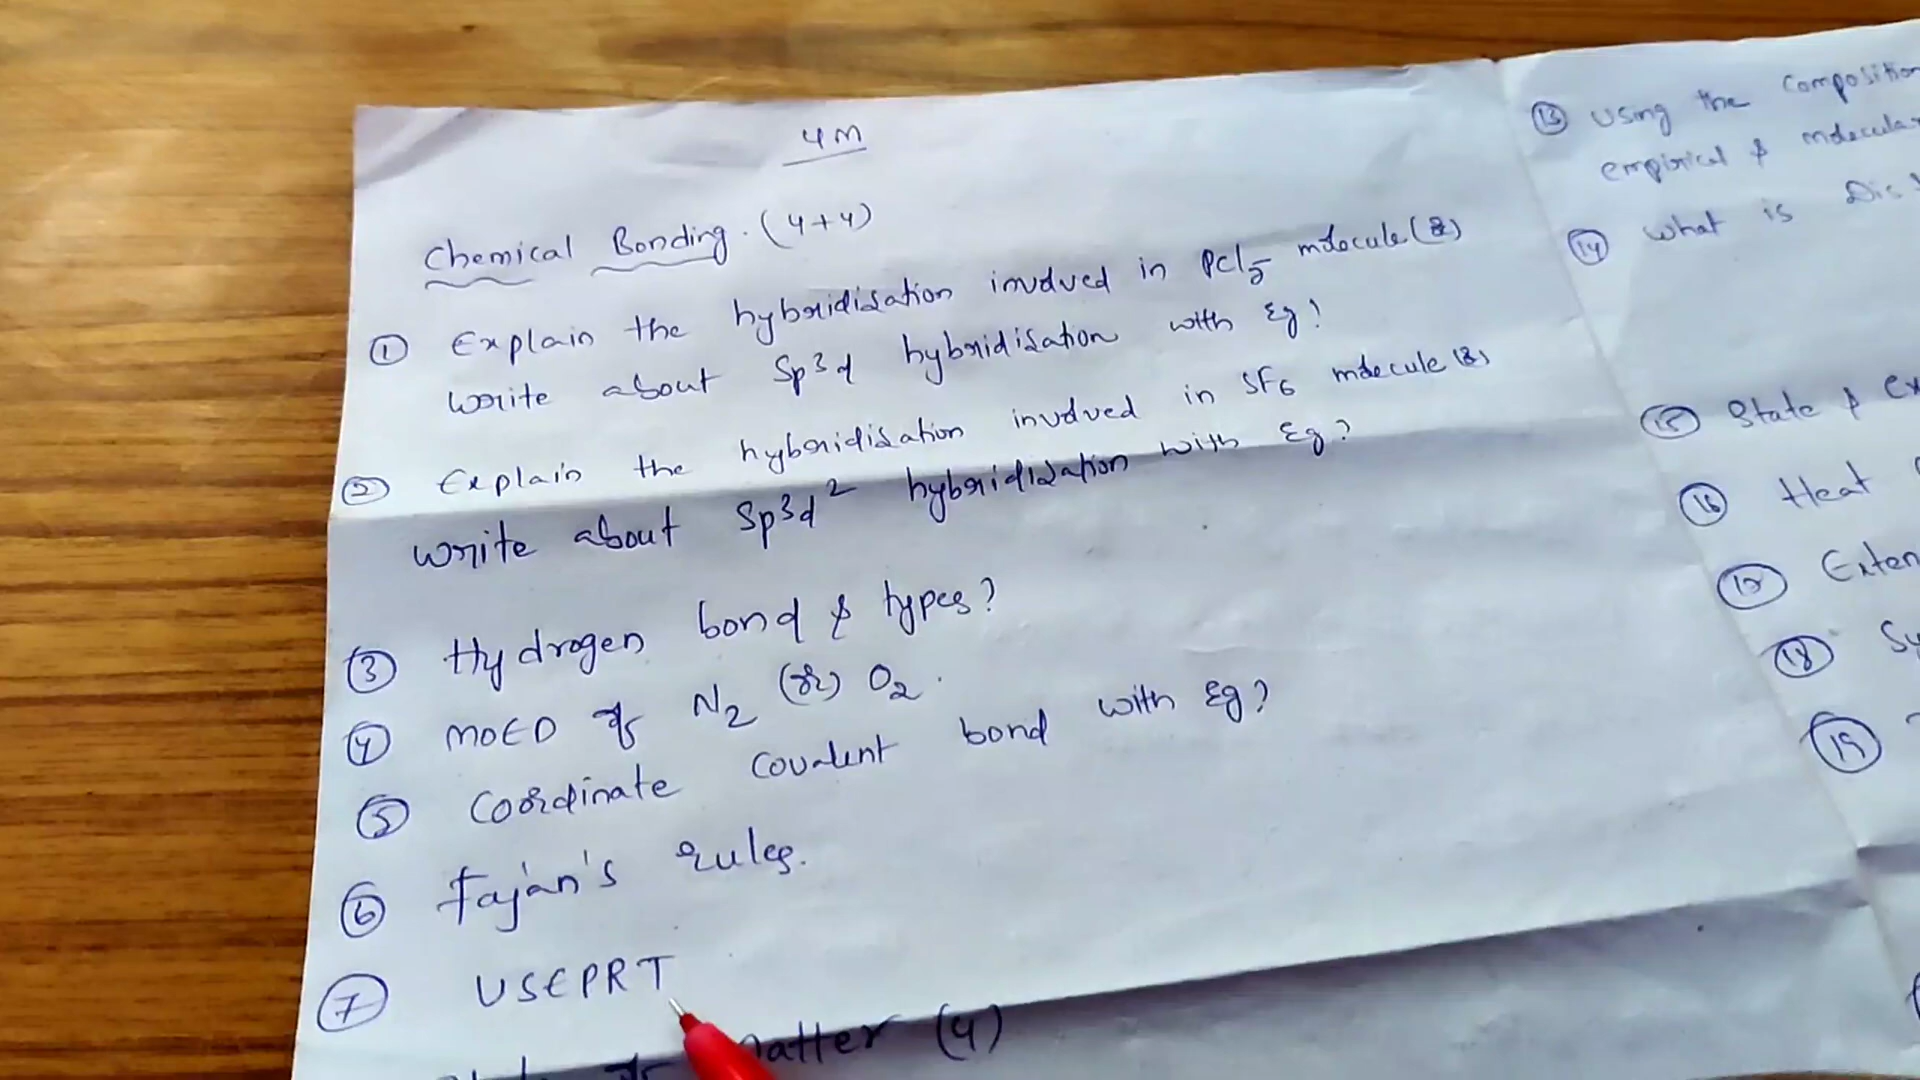 4M
Chemical Bonding. (4+4)
① Explain the hybridisation involved in PCl5 molecule (or)
Write about Sp³d hybridisation with Eg?
② Explain the hybridisation involved in SF6 molecule (or)
Write about Sp³d² hybridisation with Eg?
③ Hydrogen bond & types?
④ MOED of N2 (or) O2.
⑤ Coordinate covalent bond with Eg?
⑥ Fajan's rules.
⑦ VSEPRT
matter (4)
⑬ Using the composition
empirical & molecular
⑭ What is
⑮ State & Ex
⑯ Heat
Exten
⑱ Sy
⑲